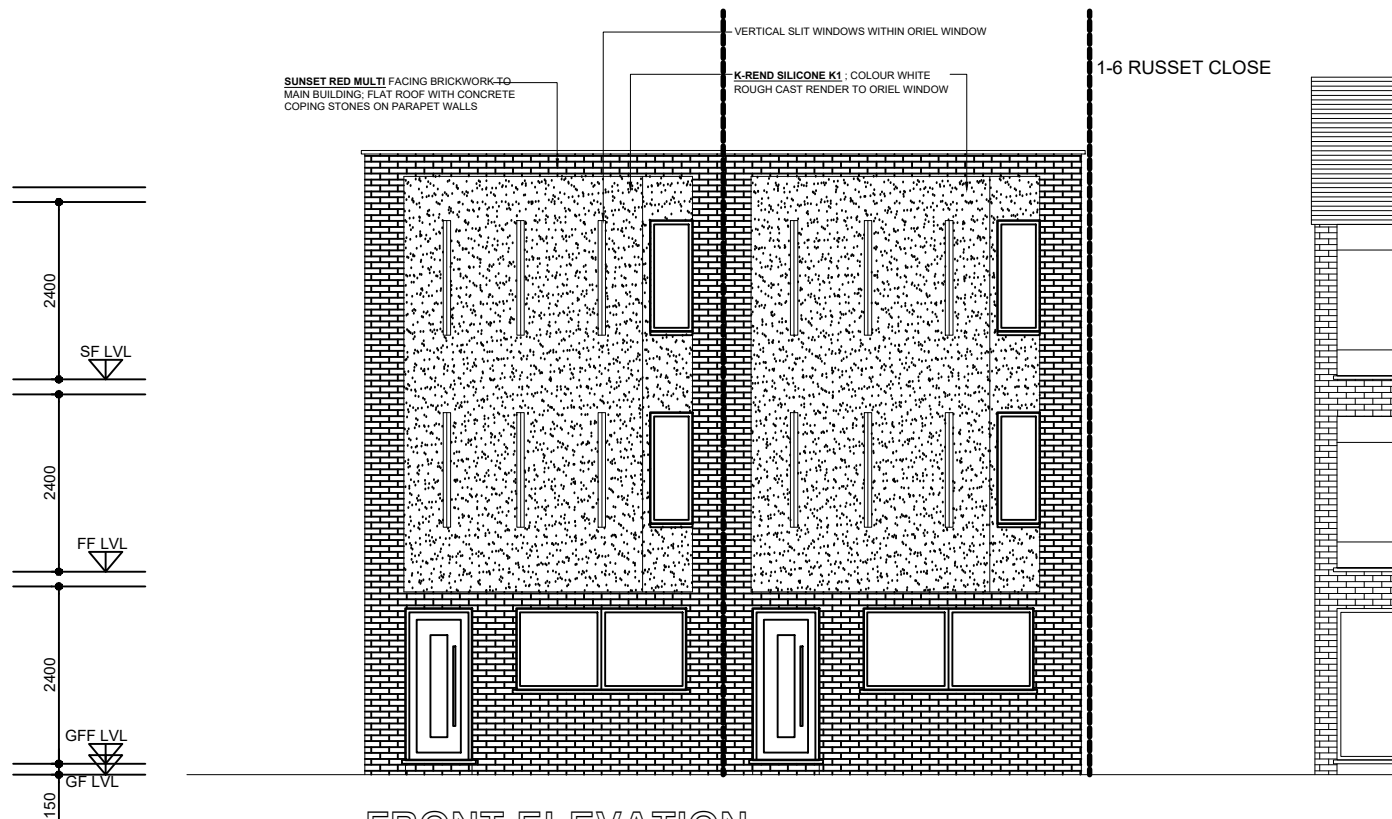 VERTICAL SLIT WINDOWS WITHIN ORIEL WINDOW
1-6 RUSSET CLOSE
SUNSET RED MULTI FACING BRICKWORK TO
MAIN BUILDING; FLAT ROOF WITH CONCRETE
COPING STONES ON PARAPET WALLS
K-REND SILICONE K1 ; COLOUR WHITE
ROUGH CAST RENDER TO ORIEL WINDOW
2400
SF LVL
2400
FF LVL
2400
GFF LVL
GF LVL
150
FRONT ELEVATION